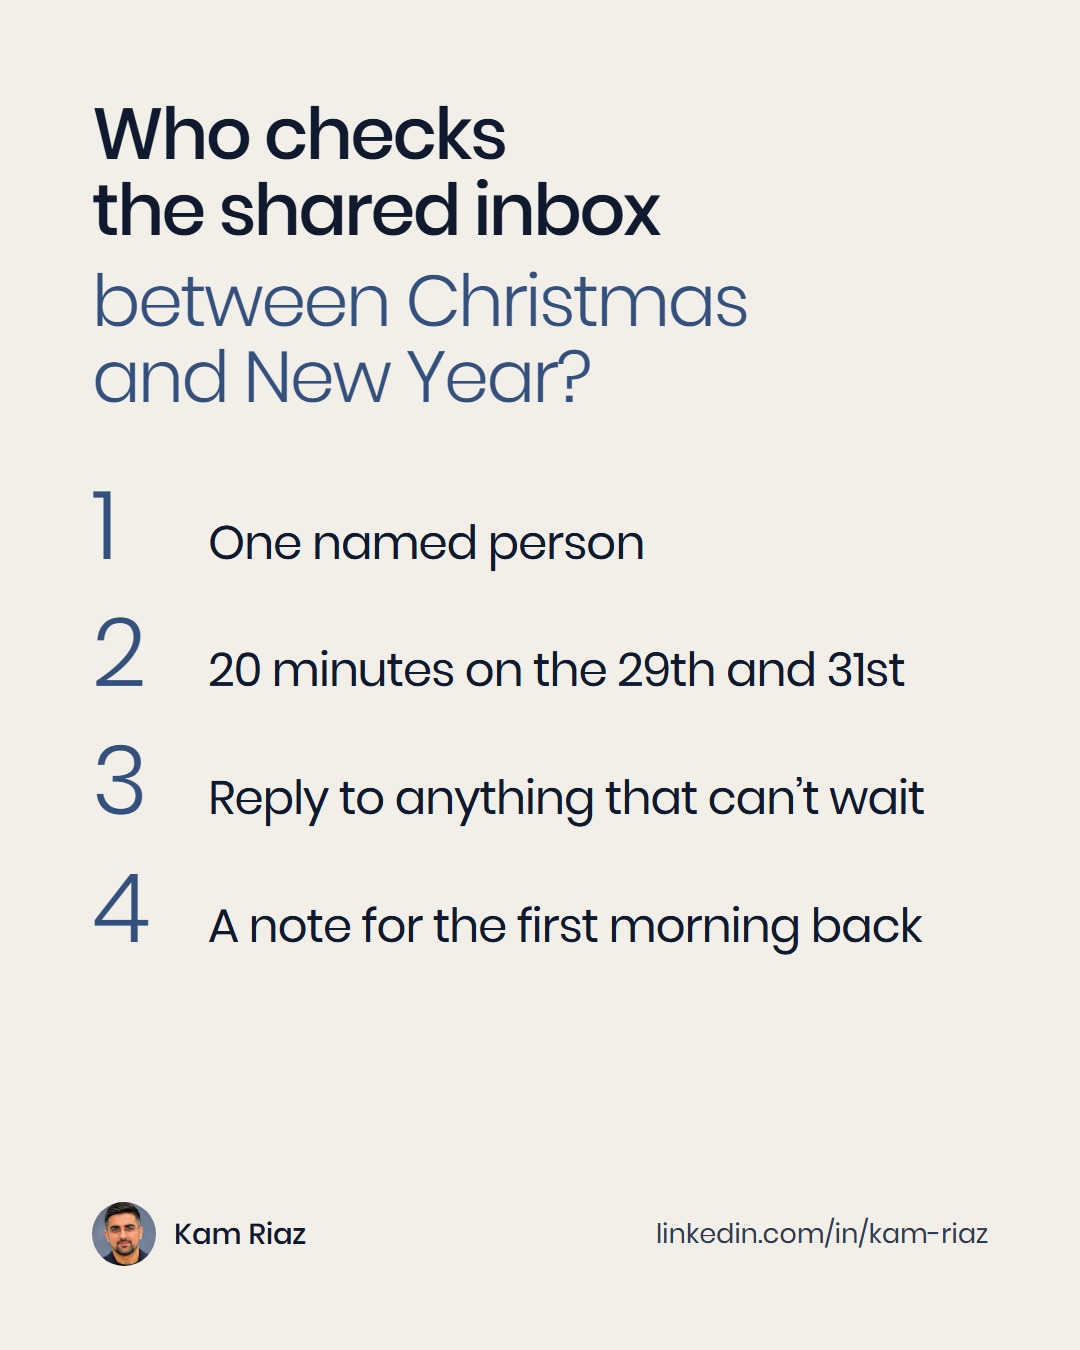 Who checks
the shared inbox
between Christmas
and New Year?
1 One named person
2 20 minutes on the 29th and 31st
3 Reply to anything that can’t wait
4 A note for the first morning back
Kam Riaz linkedin.com/in/kam-riaz